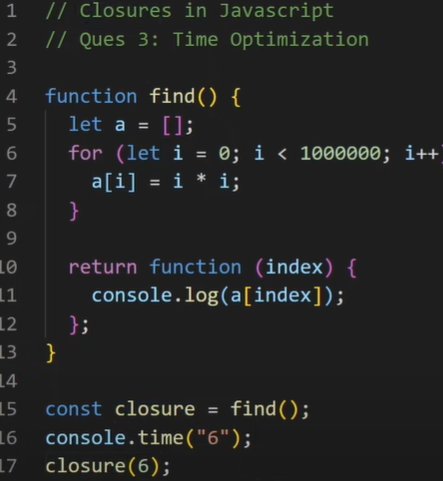 1 // Closures in Javascript
2 // Ques 3: Time Optimization
3
4 function find() {
5 let a = [];
6 for (let i = 0; i < 1000000; i++)
7 a[i] = i * i;
8 }
9
10 return function (index) {
11 console.log(a[index]);
12 };
13 }
14
15 const closure = find();
16 console.time("6");
17 closure(6);